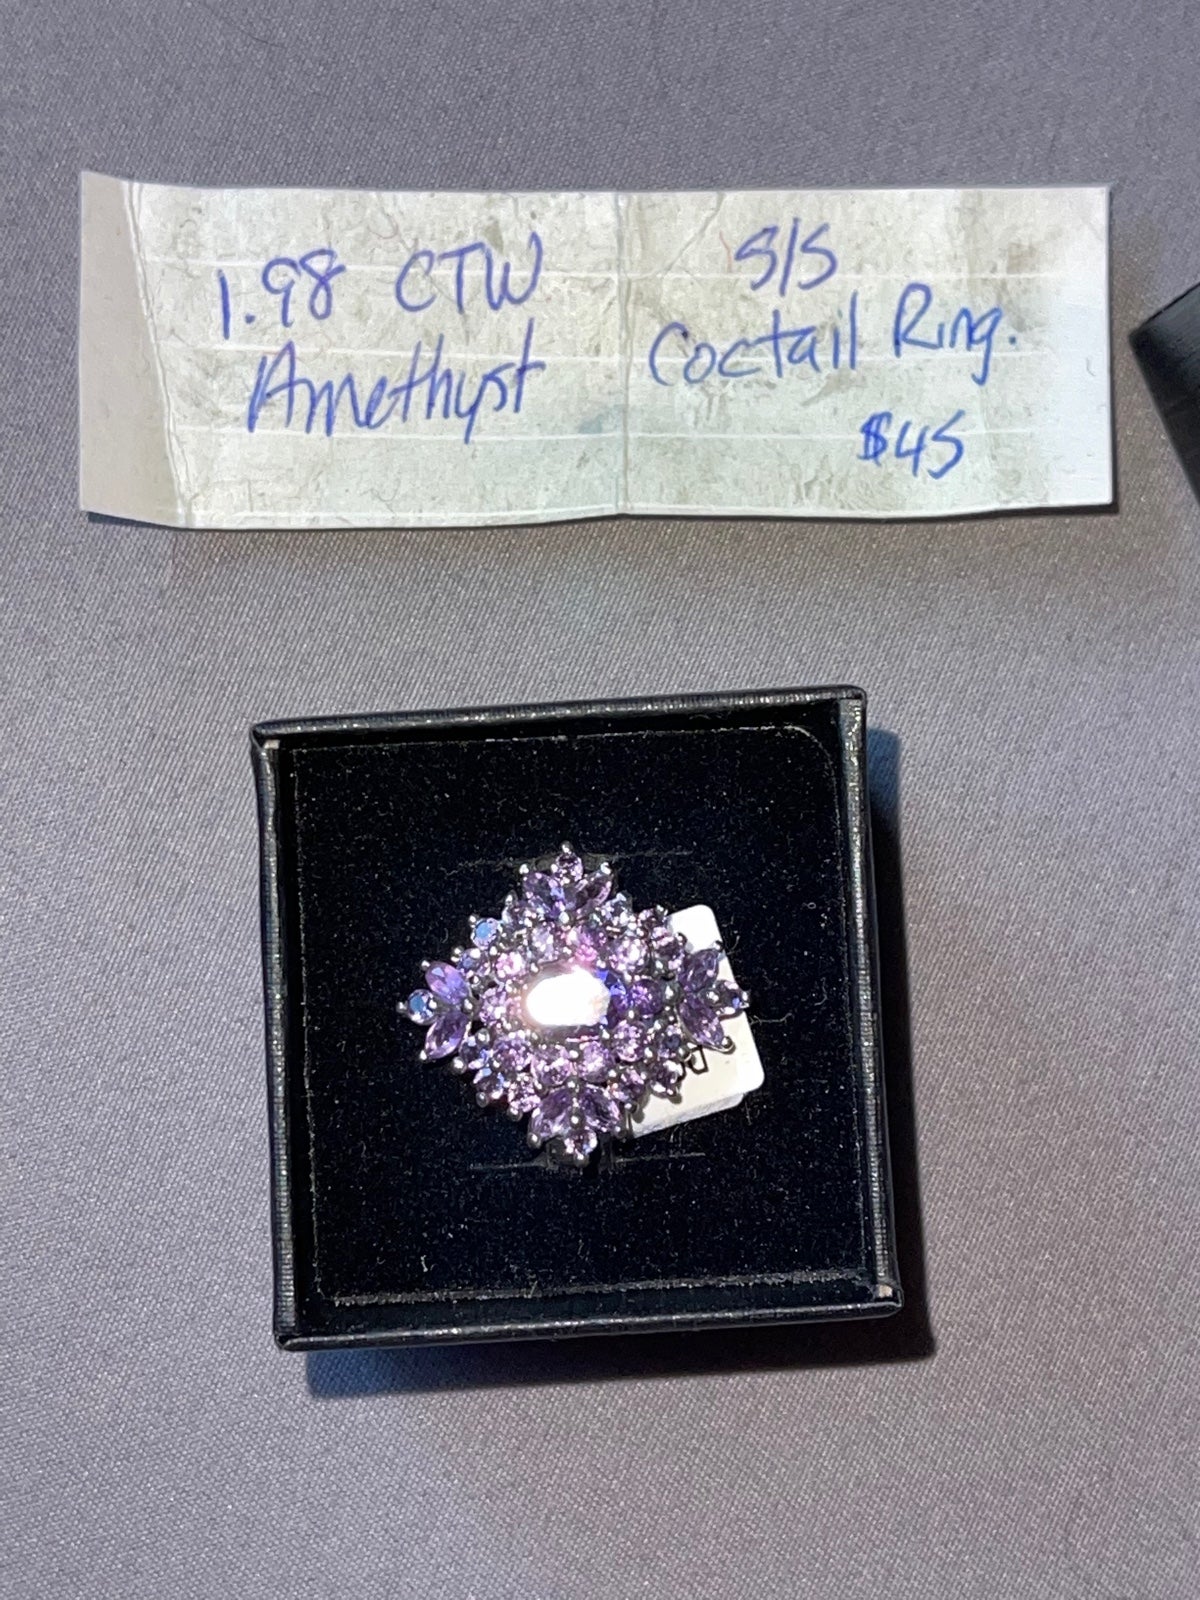 1.98 CTW
Amethyst
S/S
Coctail Ring.
$45